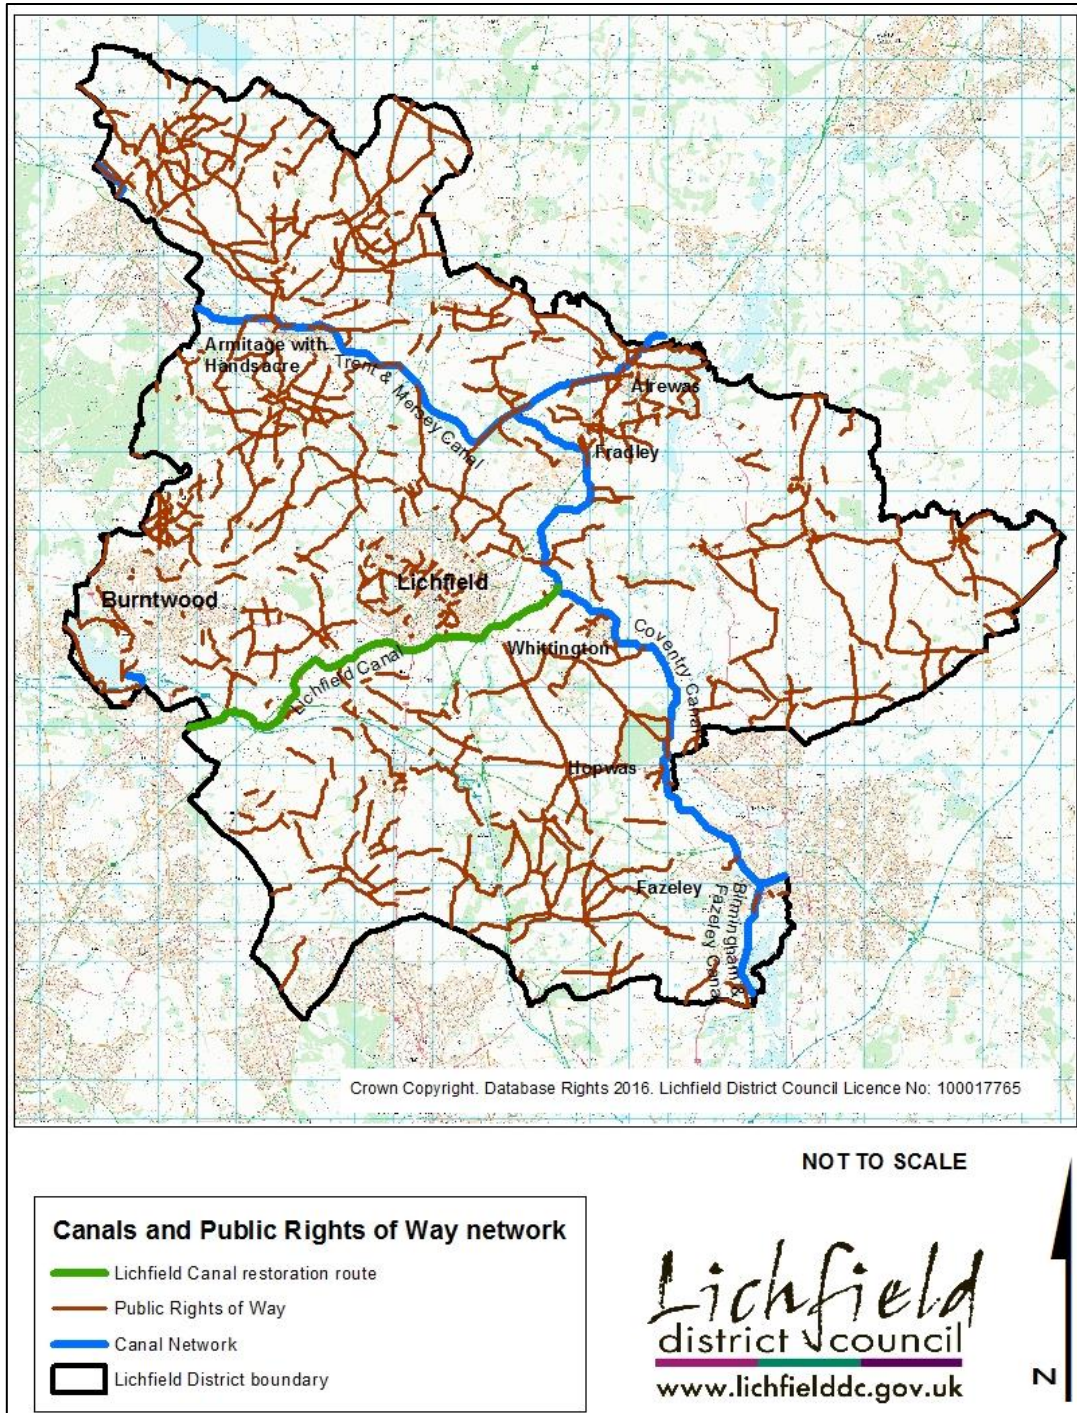 Armitage with
Handsacre
Trent & Mersey Canal
Alrewas
Fradley
Lichfield
Burntwood
Whittington
Lichfield Canal
Coventry Canal
Hopwas
Fazeley
Birmingham &
Fazeley Canal
Crown Copyright. Database Rights 2016. Lichfield District Council Licence No: 100017765
NOT TO SCALE
Canals and Public Rights of Way network
Lichfield Canal restoration route
Public Rights of Way
Canal Network
Lichfield District boundary
Lichfield
district council
www.lichfielddc.gov.uk
N